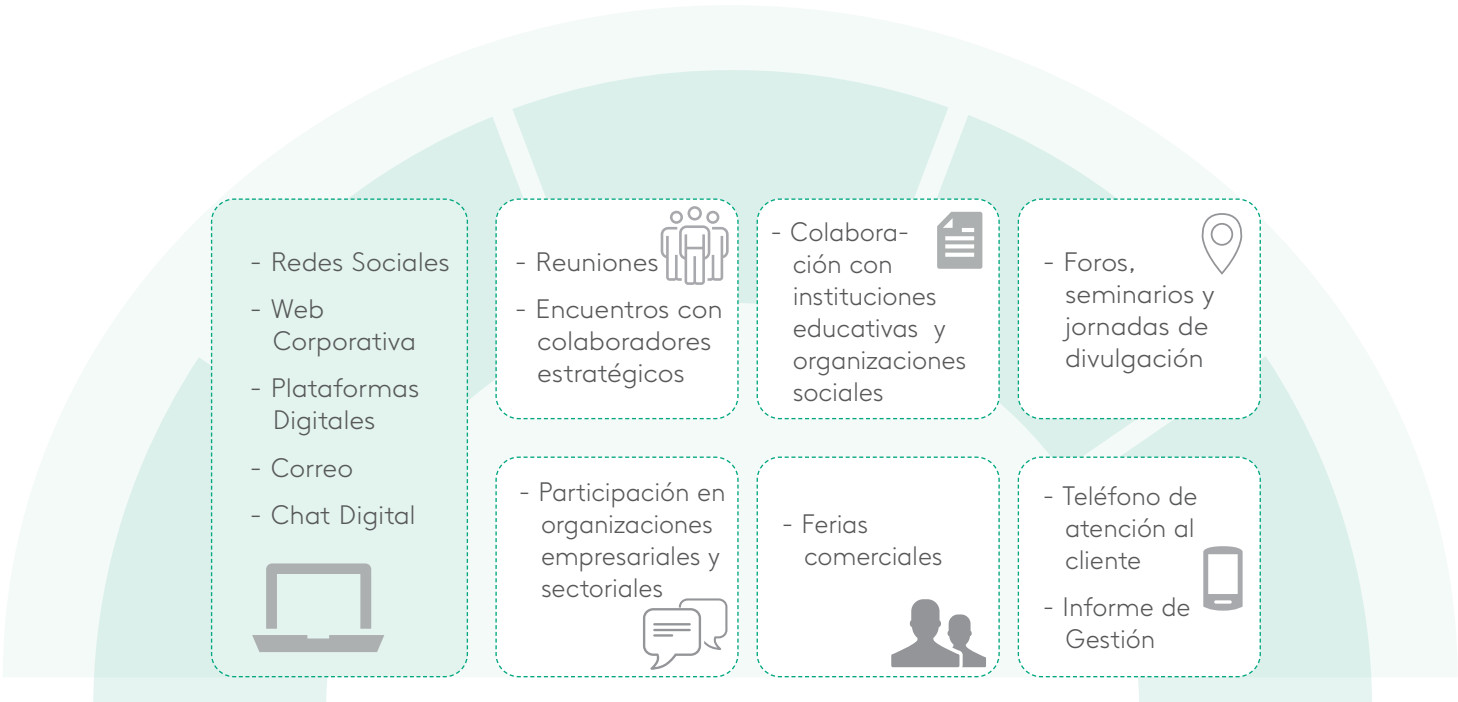 - Redes Sociales
- Web
Corporativa
- Plataformas
Digitales
- Correo
- Chat Digital
- Reuniones
- Encuentros con
colaboradores
estratégicos
- Colabora-
ción con
instituciones
educativas y
organizaciones
sociales
- Foros,
seminarios y
jornadas de
divulgación
- Participación en
organizaciones
empresariales y
sectoriales
- Ferias
comerciales
- Teléfono de
atención al
cliente
- Informe de
Gestión